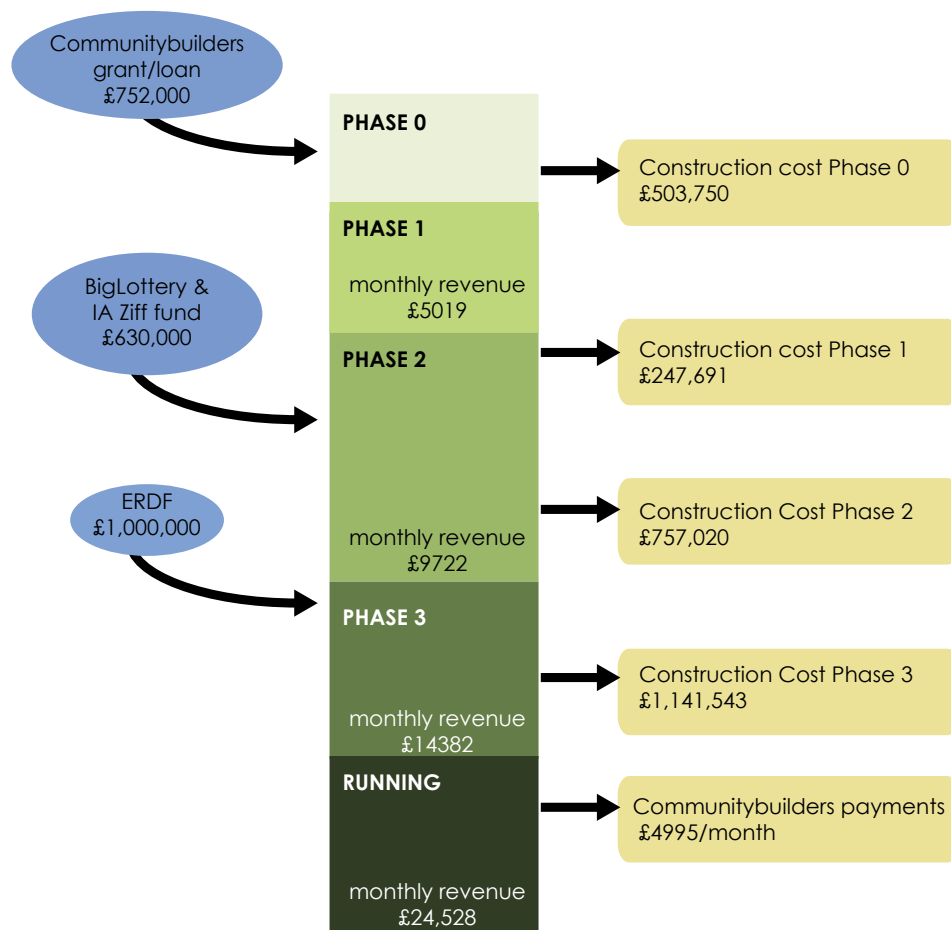 Communitybuilders
grant/loan
£752,000
PHASE 0
Construction cost Phase 0
£503,750
PHASE 1
monthly revenue
£5019
BigLottery &
IA Ziff fund
£630,000
Construction cost Phase 1
£247,691
PHASE 2
monthly revenue
£9722
ERDF
£1,000,000
Construction Cost Phase 2
£757,020
PHASE 3
monthly revenue
£14382
Construction Cost Phase 3
£1,141,543
RUNNING
monthly revenue
£24,528
Communitybuilders payments
£4995/month